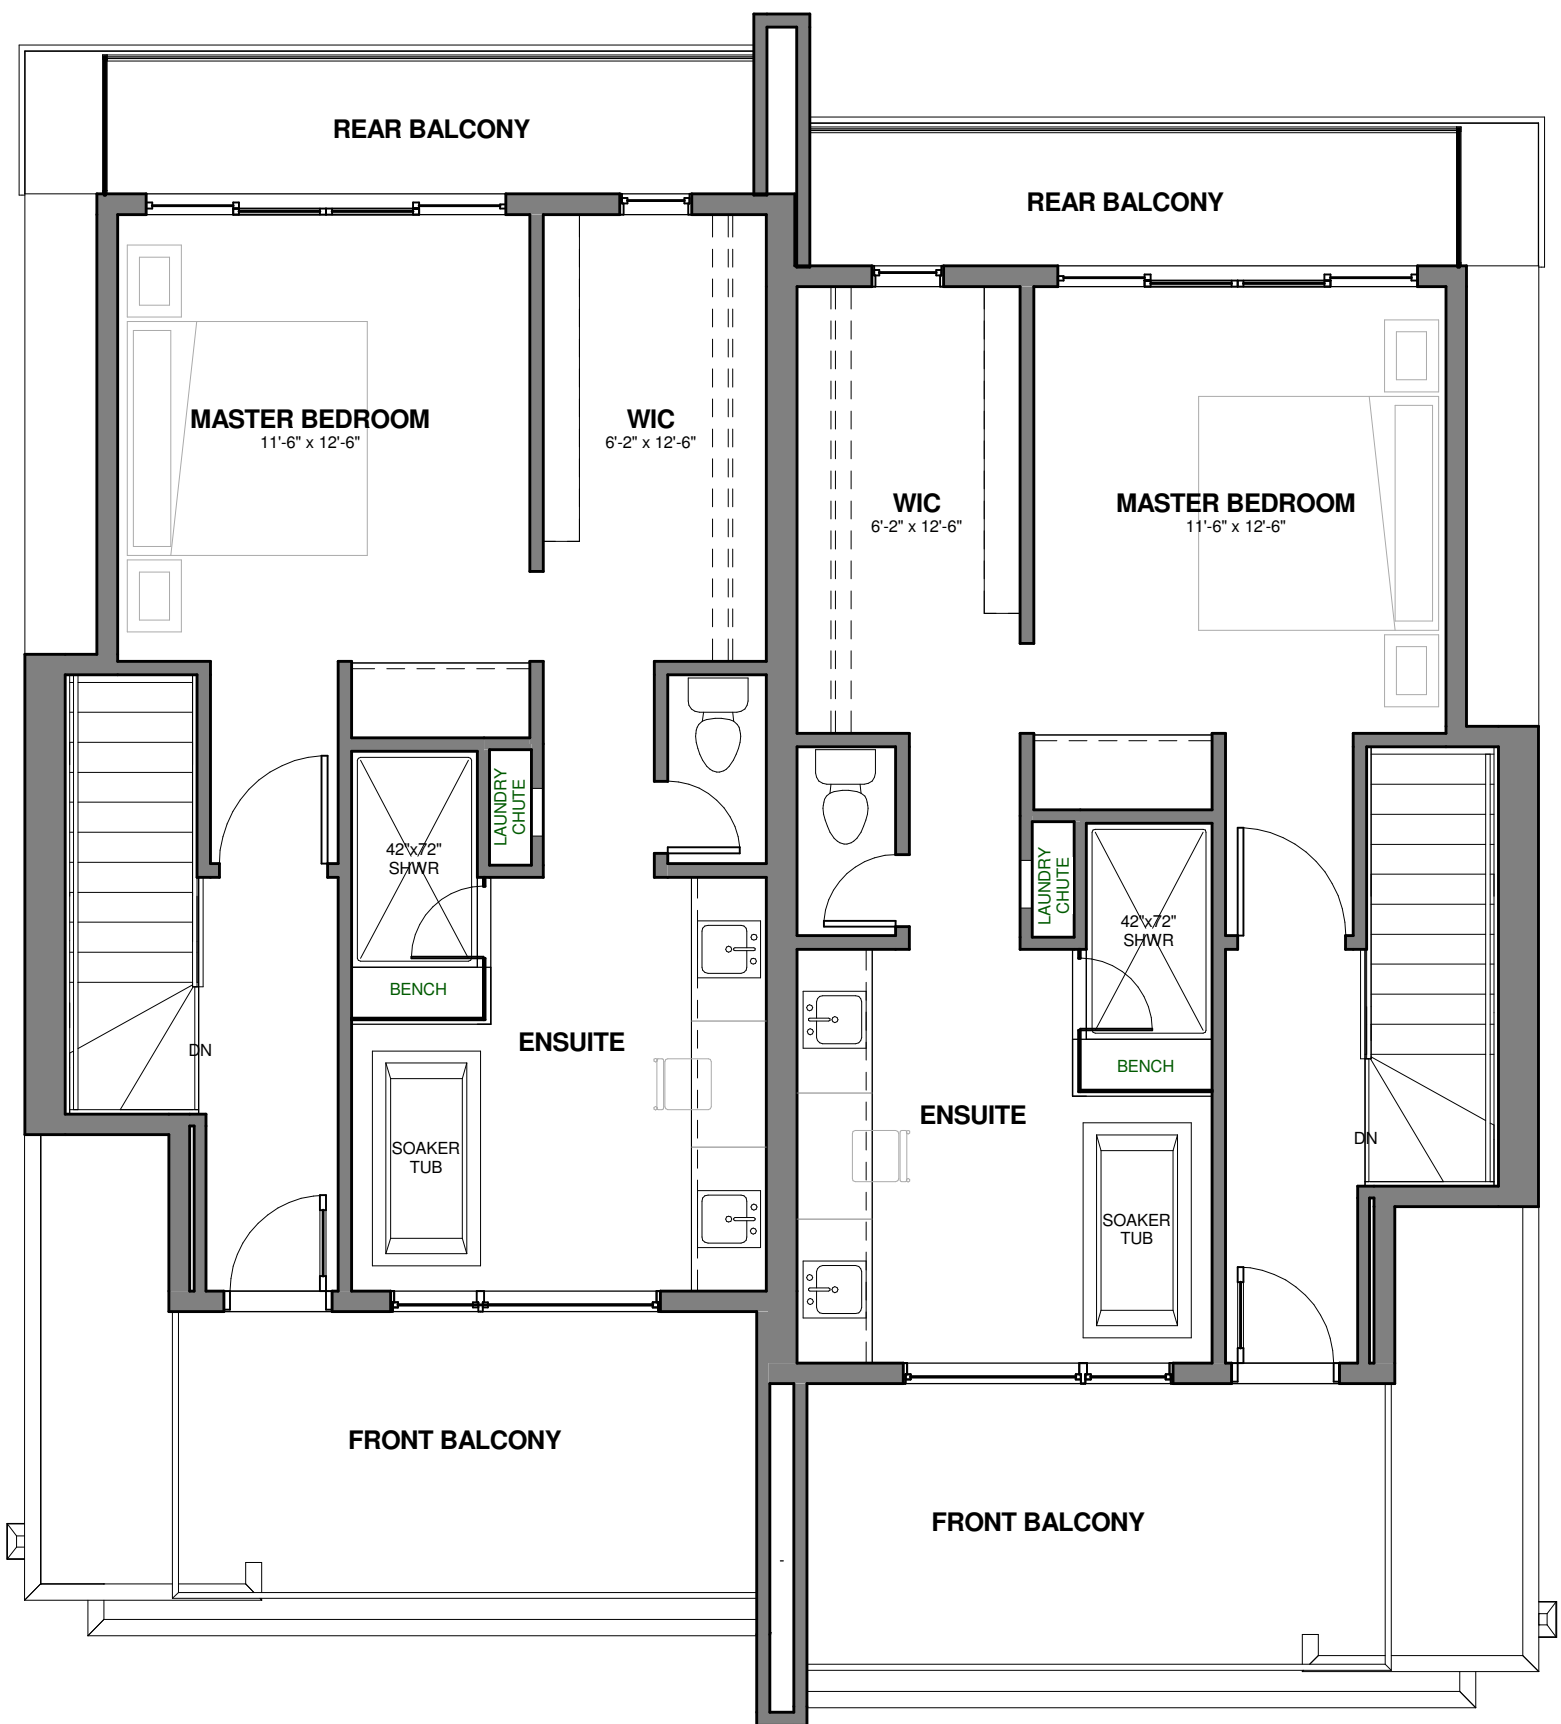 REAR BALCONY
REAR BALCONY
MASTER BEDROOM
11'-6" x 12'-6"
WIC
6'-2" x 12'-6"
WIC
6'-2" x 12'-6"
MASTER BEDROOM
11'-6" x 12'-6"
LAUNDRY
CHUTE
42"x72"
SHWR
BENCH
DN
ENSUITE
SOAKER
TUB
LAUNDRY
CHUTE
42"x72"
SHWR
BENCH
ENSUITE
DN
SOAKER
TUB
FRONT BALCONY
FRONT BALCONY